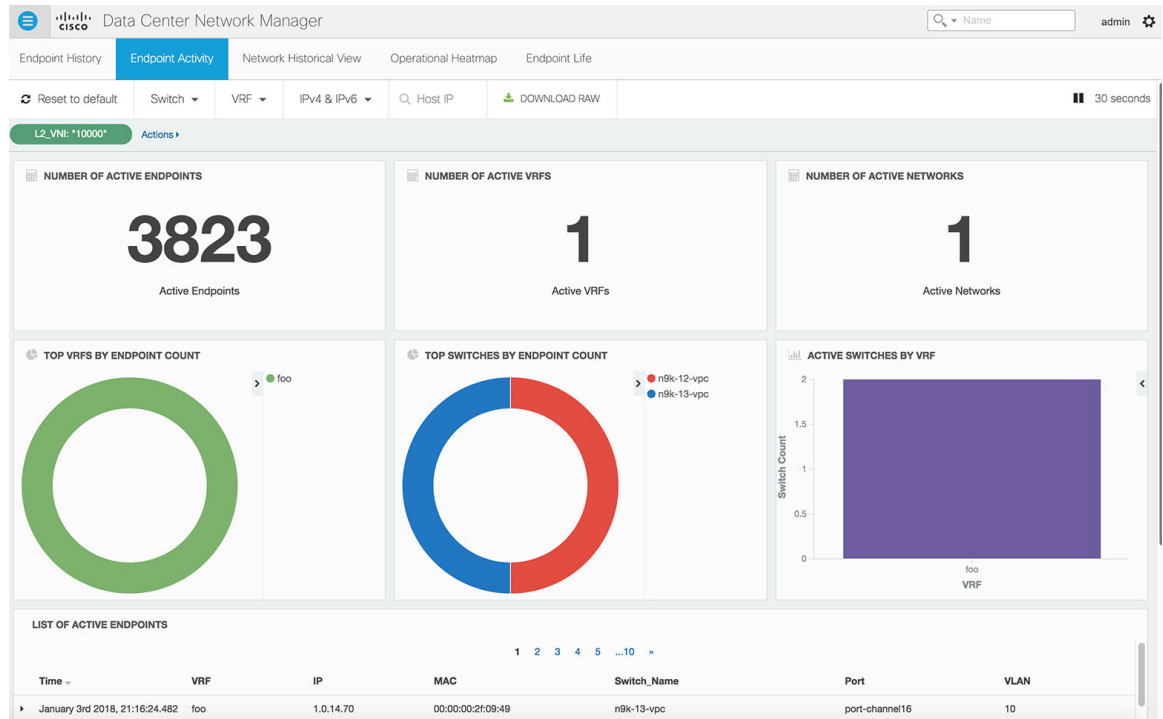 cisco Data Center Network Manager Name admin
Endpoint History Endpoint Activity Network Historical View Operational Heatmap Endpoint Life
Reset to default Switch VRF IPv4 & IPv6 Host IP DOWNLOAD RAW 30 seconds
L2_VNI: "10000" Actions
NUMBER OF ACTIVE ENDPOINTS
3823
Active Endpoints
NUMBER OF ACTIVE VRFS
1
Active VRFs
NUMBER OF ACTIVE NETWORKS
1
Active Networks
TOP VRFS BY ENDPOINT COUNT
foo
TOP SWITCHES BY ENDPOINT COUNT
n9k-12-vpc
n9k-13-vpc
ACTIVE SWITCHES BY VRF
2
1.5
1
0.5
0
Switch Count
foo
VRF
LIST OF ACTIVE ENDPOINTS
1 2 3 4 5 ...10 »
Time VRF IP MAC Switch_Name Port VLAN
January 3rd 2018, 21:16:24.482 foo 1.0.14.70 00:00:00:2f:09:49 n9k-13-vpc port-channel16 10